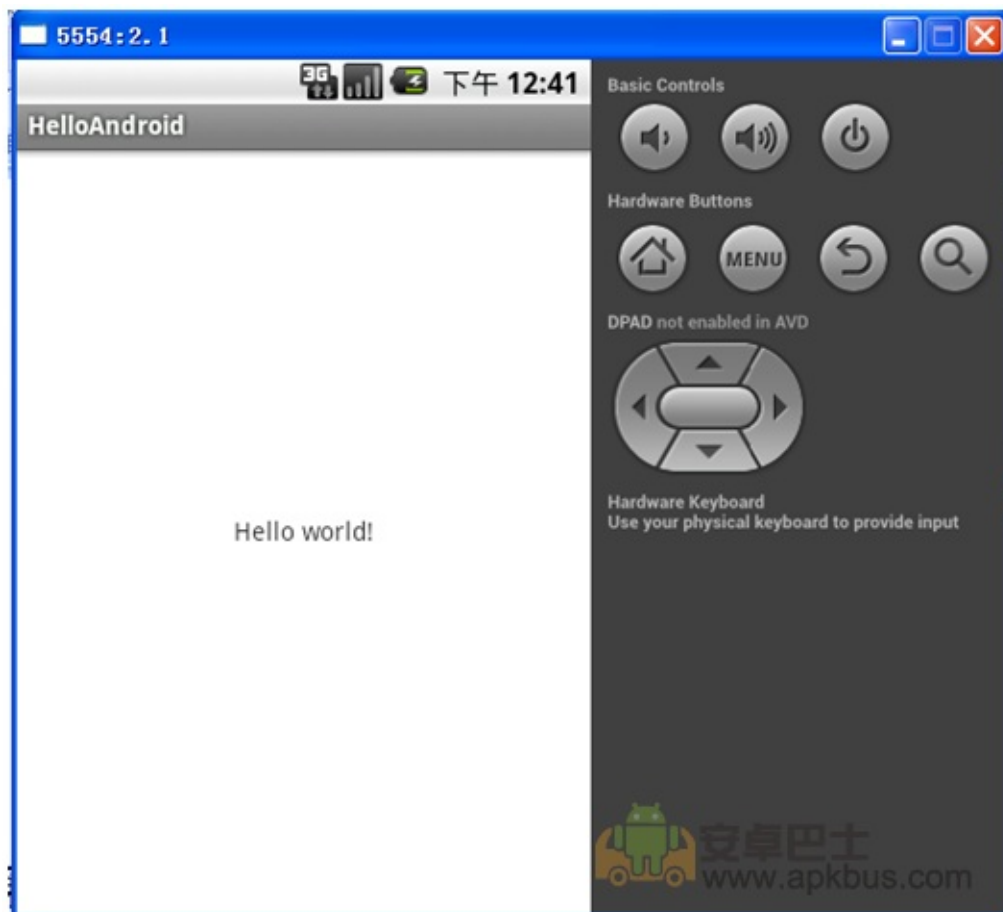 5554:2.1
3G 下午 12:41
HelloAndroid
Hello world!
Basic Controls
Hardware Buttons
MENU
DPAD not enabled in AVD
Hardware Keyboard
Use your physical keyboard to provide input
安卓巴士
www.apkbus.com